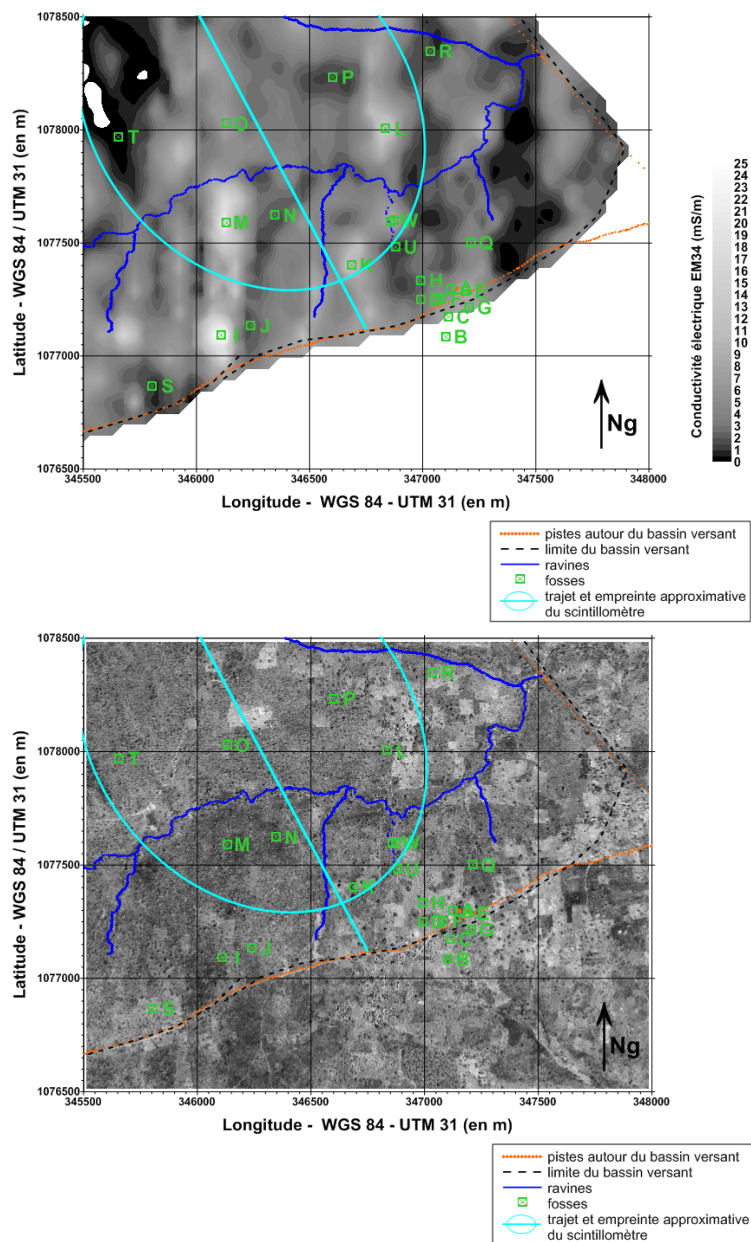 1078500
R
P
O
L
1078000
T
M
N
W
Latitude - WGS 84 / UTM 31 (en m)
1077500
U
Q
K
H
A
E
D
F
G
C
B
I
J
1077000
S
Ng
1076500
345500 346000 346500 347000 347500 348000
Longitude - WGS 84 - UTM 31 (en m)
Conductivité électrique EM34 (mS/m)
25
24
23
22
21
20
19
18
17
16
15
14
13
12
11
10
9
8
7
6
5
4
3
2
1
0
pistes autour du bassin versant
limite du bassin versant
ravines
fosses
trajet et empreinte approximative
du scintillomètre
1078500
R
P
O
L
1078000
T
M
N
W
Latitude - WGS 84 / UTM 31 (en m)
1077500
U
Q
K
H
A
E
D
F
G
C
B
I
J
1077000
S
Ng
1076500
345500 346000 346500 347000 347500 348000
Longitude - WGS 84 - UTM 31 (en m)
pistes autour du bassin versant
limite du bassin versant
ravines
fosses
trajet et empreinte approximative
du scintillomètre